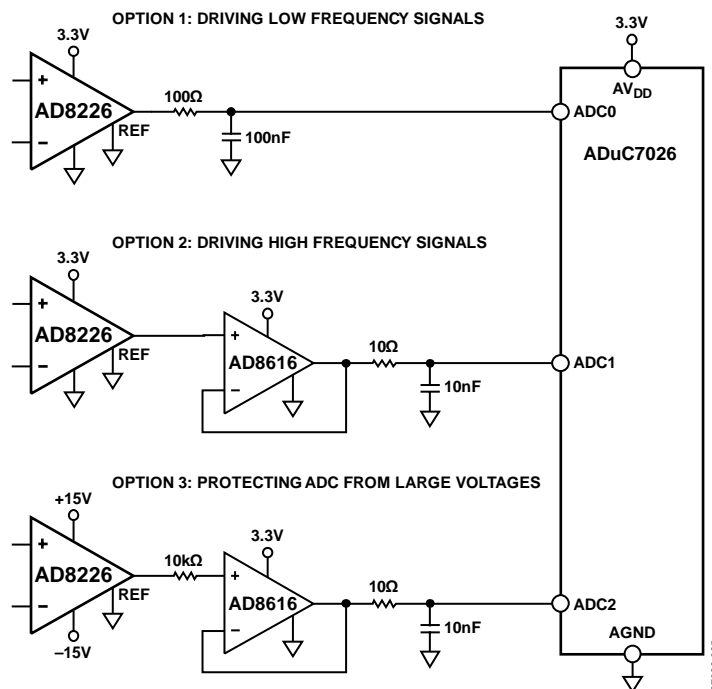 OPTION 1: DRIVING LOW FREQUENCY SIGNALS
3.3V
3.3V
+
AD8226
−
REF
100Ω
100nF
AVDD
ADC0
ADuC7026
OPTION 2: DRIVING HIGH FREQUENCY SIGNALS
3.3V
+
AD8226
−
REF
3.3V
+
AD8616
−
10Ω
10nF
ADC1
OPTION 3: PROTECTING ADC FROM LARGE VOLTAGES
+15V
+
AD8226
−
REF
−15V
10kΩ
3.3V
+
AD8616
−
10Ω
10nF
ADC2
AGND